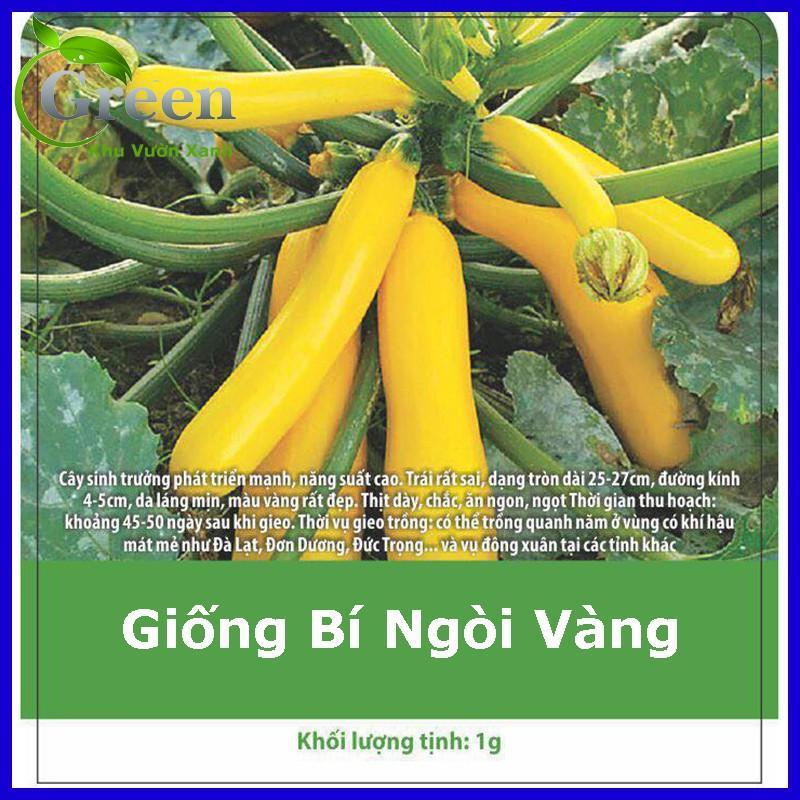 Green
Khu Vườn Xanh
Cây sinh trưởng phát triển mạnh, năng suất cao. Trái rất sai, dạng tròn dài 25-27cm, đường kính
4-5cm, da láng mịn, màu vàng rất đẹp. Thịt dày, chắc, ăn ngon, ngọt Thời gian thu hoạch:
khoảng 45-50 ngày sau khi gieo. Thời vụ gieo trồng: có thể trồng quanh năm ở vùng có khí hậu
mát mẻ như Đà Lạt, Đơn Dương, Đức Trọng... và vụ đông xuân tại các tỉnh khác
Giống Bí Ngòi Vàng
Khối lượng tịnh: 1g